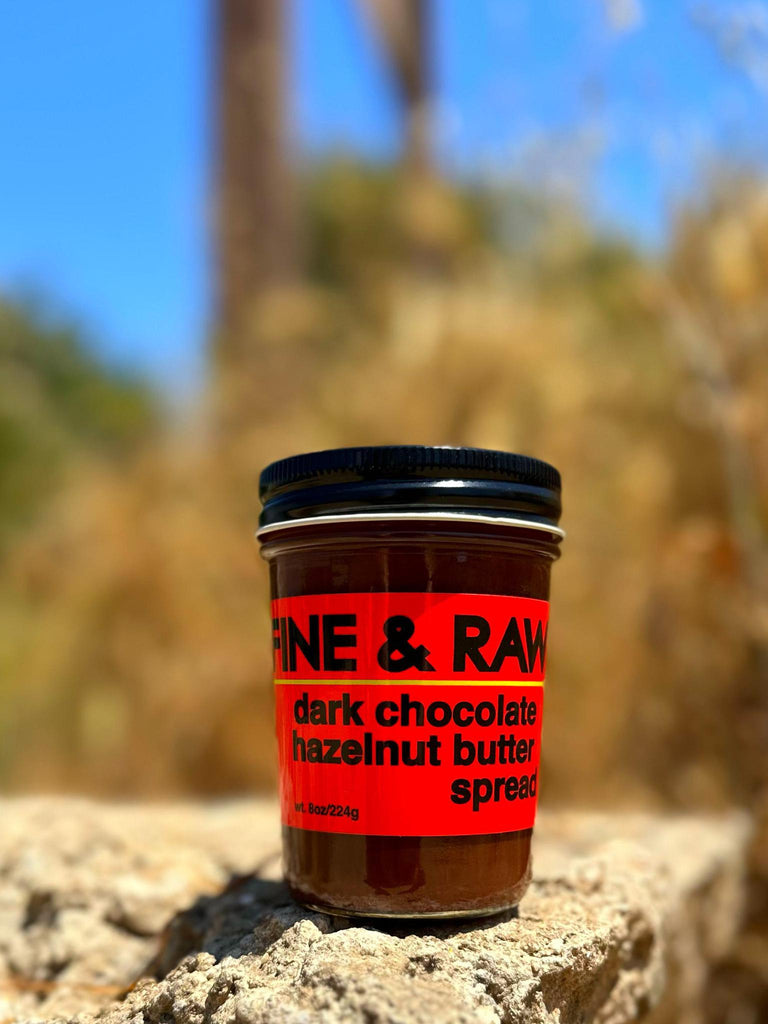 FINE & RAW
dark chocolate
hazelnut butter
spread
wt. 8oz/224g